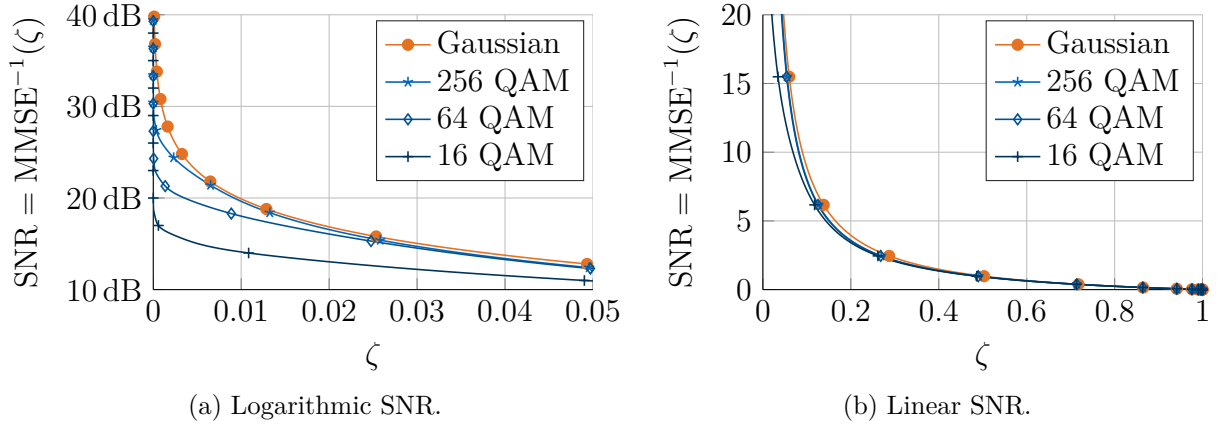 40 dB
30 dB
20 dB
10 dB
0
0.01
0.02
0.03
0.04
0.05
SNR = MMSE⁻¹(ζ)
ζ
Gaussian
256 QAM
64 QAM
16 QAM
(a) Logarithmic SNR.
20
15
10
5
0
0
0.2
0.4
0.6
0.8
1
SNR = MMSE⁻¹(ζ)
ζ
Gaussian
256 QAM
64 QAM
16 QAM
(b) Linear SNR.